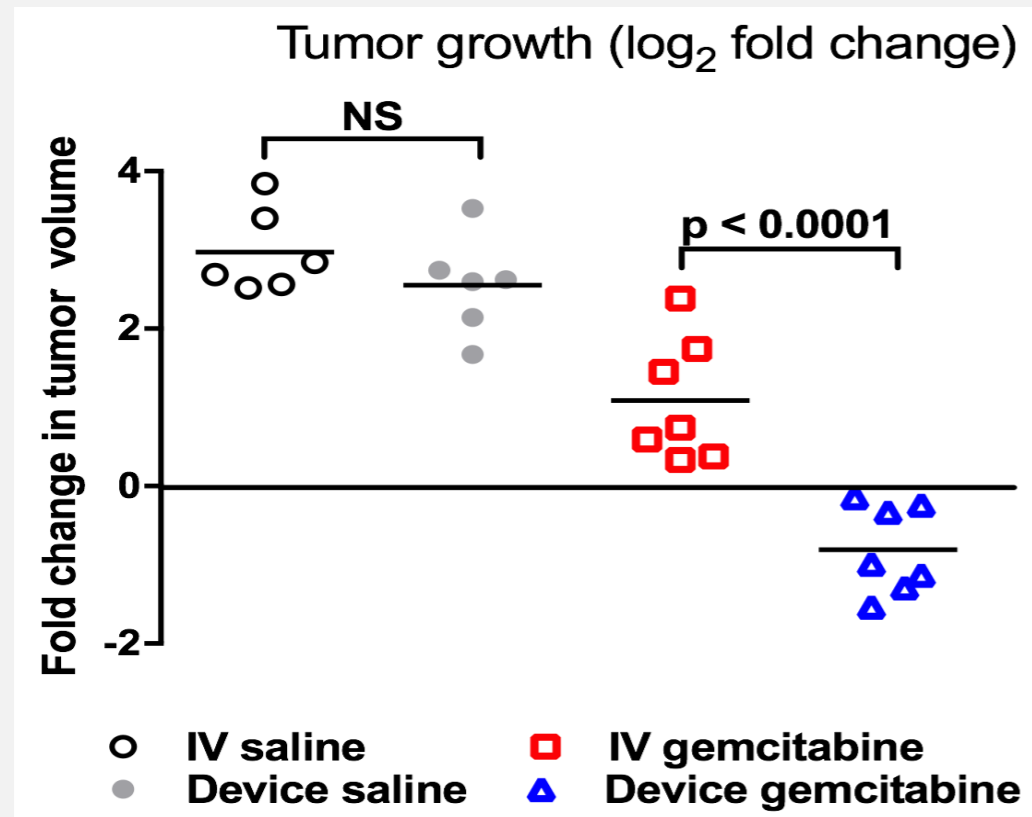 Tumor growth (log₂ fold change)
NS
p < 0.0001
Fold change in tumor volume
4
2
0
-2
IV saline
IV gemcitabine
Device saline
Device gemcitabine